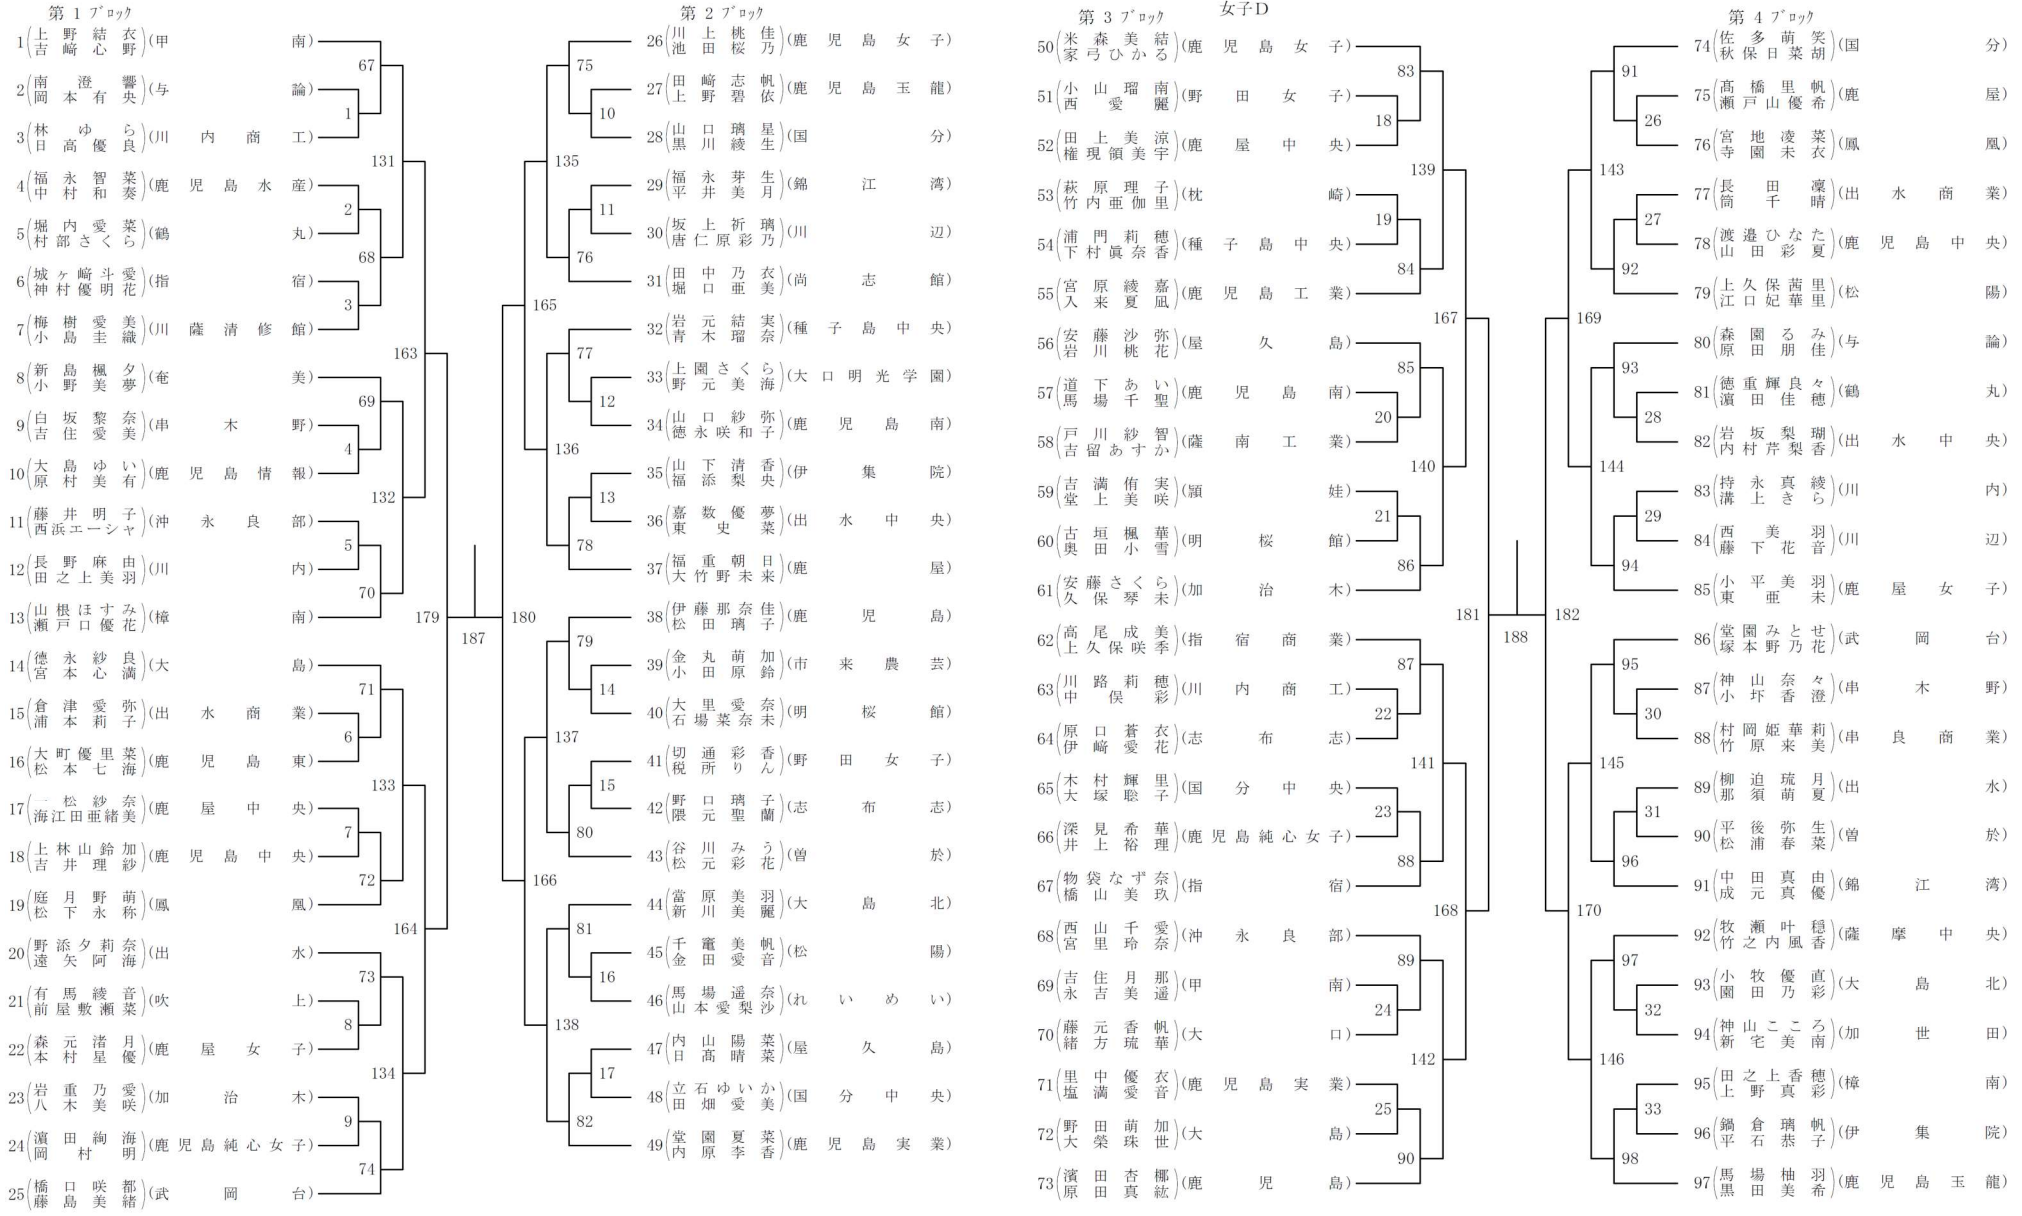 女子D
第 1 ブロック
1 (上野結衣 吉﨑心野) (甲南)
2 (南澄響 岡本有央) (与論)
3 (林ゆら 日高優良) (川内商工)
4 (福永智菜 中村和奏) (鹿児島水産)
5 (堀内愛菜 村部さくら) (鶴丸)
6 (城ヶ﨑斗愛 神村優明花) (指宿)
7 (梅樹愛美 小島圭織) (川薩清修館)
8 (新島楓夕 小野美夢) (奄美)
9 (白坂黎奈 吉住愛美) (串木野)
10 (大島ゆい 原村美有) (鹿児島情報)
11 (藤井明子 西浜エーシャ) (沖永良部)
12 (長野麻由 田之上美羽) (川内)
13 (山根ほすみ 瀬戸口優花) (樟南)
14 (德永紗良 宮本心満) (大島)
15 (倉津愛弥 浦本莉子) (出水商業)
16 (大町優里菜 松本七海) (鹿児島東)
17 (一松紗奈 海江田亜緒美) (鹿屋中央)
18 (上林山鈴加 吉井理紗) (鹿児島中央)
19 (庭月野萌 松下永称) (鳳凰)
20 (野添夕莉奈 遠矢阿海) (出水)
21 (有馬綾音 前屋敷瀬菜) (吹上)
22 (森元渚月 本村星優) (鹿屋女子)
23 (岩重乃愛 八木美咲) (加治木)
24 (濵田絢海 岡村明) (鹿児島純心女子)
25 (橋口咲都 藤島美緒) (武岡台)
67
1
131
2
68
3
163
69
4
132
5
70
179
187
71
6
133
7
72
164
73
8
134
9
74
第 2 ブロック
26 (川上桃佳 池田桜乃) (鹿児島女子)
27 (田﨑志帆 上野碧依) (鹿児島玉龍)
28 (山口璃星 黒川綾生) (国分)
29 (福永芽生 平井美月) (錦江湾)
30 (坂上祈璃 唐仁原彩乃) (川辺)
31 (田中乃衣 堀口亜美) (尚志館)
32 (岩元結実 青木瑠奈) (種子島中央)
33 (上園さくら 野元美海) (大口明光学園)
34 (山口紗弥 徳永咲和子) (鹿児島南)
35 (山下清香 福添梨央) (伊集院)
36 (嘉数優夢 東史菜) (出水中央)
37 (福重朝日 大竹野未来) (鹿屋)
38 (伊藤那奈佳 松田璃子) (鹿児島)
39 (金丸萌加 小田原鈴) (市来農芸)
40 (大里愛奈 石場菜奈未) (明桜館)
41 (切通彩香 税所りん) (野田女子)
42 (野口璃子 隈元聖蘭) (志布志)
43 (谷川みう 松元彩花) (曽於)
44 (當原美羽 新川美麗) (大島北)
45 (千竈美帆 金田愛音) (松陽)
46 (馬場遥奈 山本愛梨沙) (れいめい)
47 (内山陽菜 日髙晴菜) (屋久島)
48 (立石ゆいか 田畑愛美) (国分中央)
49 (堂園夏菜 内原李香) (鹿児島実業)
75
10
135
11
76
165
77
12
136
13
78
180
79
14
137
15
80
166
81
16
138
17
82
第 3 ブロック
50 (米森美結 家弓ひかる) (鹿児島女子)
51 (小山瑠南 西愛麗) (野田女子)
52 (田上美涼 権現領美宇) (鹿屋中央)
53 (萩原理子 竹内亜伽里) (枕崎)
54 (浦門莉穂 下村眞奈香) (種子島中央)
55 (宮原綾嘉 入来夏凪) (鹿児島工業)
56 (安藤沙弥 岩川桃花) (屋久島)
57 (道下あい 馬場千聖) (鹿児島南)
58 (戸川紗智 吉留あすか) (薩南工業)
59 (吉満侑実 堂上美咲) (頴娃)
60 (古垣楓華 奥田小雪) (明桜館)
61 (安藤さくら 久保琴未) (加治木)
62 (高尾成美 上久保咲季) (指宿商業)
63 (川路莉穂 中俣彩) (川内商工)
64 (原口蒼衣 伊﨑愛花) (志布志)
65 (木村輝里 大塚聡子) (国分中央)
66 (深見希華 井上裕理) (鹿児島純心女子)
67 (物袋なず奈 橋山美玖) (指宿)
68 (西山千愛 宮里玲奈) (沖永良部)
69 (吉住月那 永吉美遥) (甲南)
70 (藤元香帆 緒方琉華) (大口)
71 (里中優衣 塩満愛音) (鹿児島実業)
72 (野田萌加 大榮珠世) (大島)
73 (濱田杏梛 原田真紘) (鹿児島)
83
18
139
19
84
167
85
20
140
21
86
181
188
87
22
141
23
88
168
89
24
142
25
90
第 4 ブロック
74 (佐多萌笑 秋保日菜胡) (国分)
75 (髙橋里帆 瀬戸山優希) (鹿屋)
76 (宮地凌菜 寺園未衣) (鳳凰)
77 (長田凜 筒千晴) (出水商業)
78 (渡邉ひなた 山田彩夏) (鹿児島中央)
79 (上久保茜里 江口妃華里) (松陽)
80 (森園るみ 原田朋佳) (与論)
81 (徳重輝良々 濵田佳穂) (鶴丸)
82 (岩坂梨瑚 内村芹梨香) (出水中央)
83 (持永真綾 溝上きら) (川内)
84 (西美羽 藤下花音) (川辺)
85 (小平美羽 東亜未) (鹿屋女子)
86 (堂園みとせ 塚本野乃花) (武岡台)
87 (神山奈々 小圷香澄) (串木野)
88 (村岡姫華莉 竹原来美) (串良商業)
89 (柳迫琉月 那須萌夏) (出水)
90 (平後弥生 松浦春菜) (曽於)
91 (中田真由 成元真優) (錦江湾)
92 (牧瀬叶穏 竹之内風香) (薩摩中央)
93 (小牧優直 園田乃彩) (大島北)
94 (神山こころ 新宅美南) (加世田)
95 (田之上香穂 上野真彩) (樟南)
96 (鍋倉璃帆 平石恭子) (伊集院)
97 (馬場柚羽 黒田美希) (鹿児島玉龍)
91
26
143
27
92
169
93
28
144
29
94
182
95
30
145
31
96
170
97
32
146
33
98